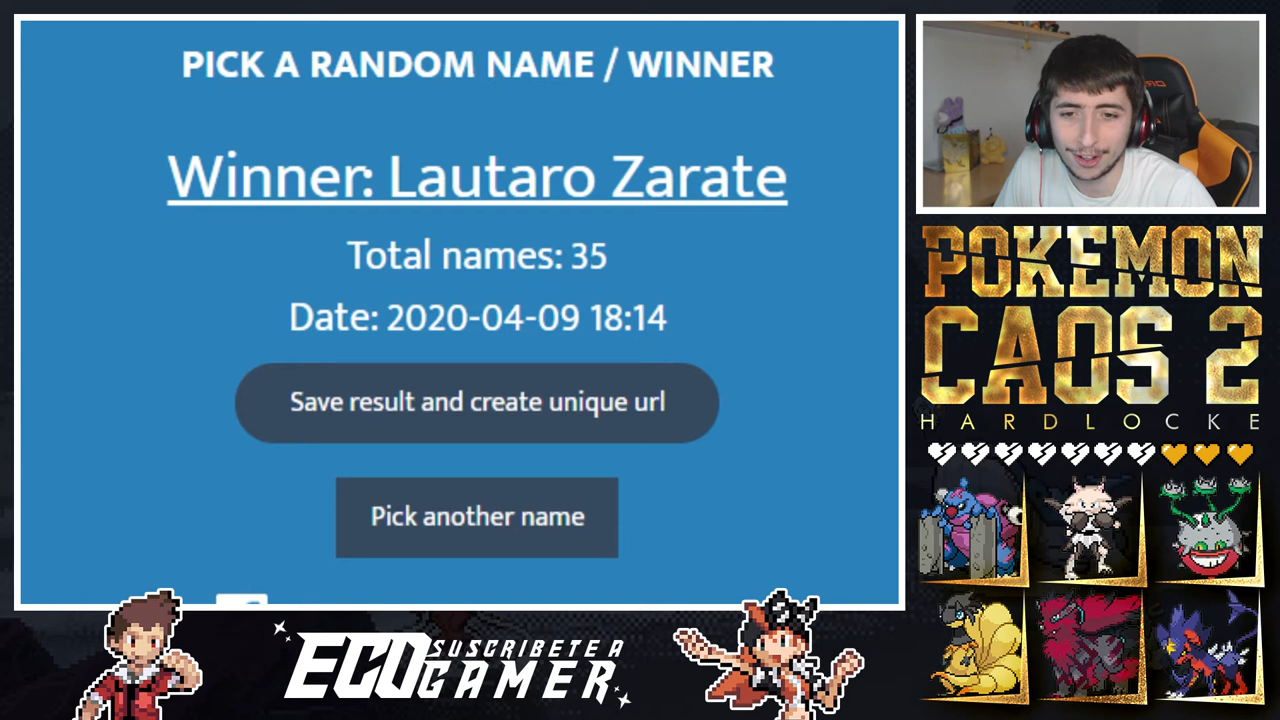 PICK A RANDOM NAME / WINNER
Winner: Lautaro Zarate
Total names: 35
Date: 2020-04-09 18:14
Save result and create unique url
Pick another name
POKEMON
CAOS 2
HARDLOCKE
SUSCRIBETE A
EGO GAMER